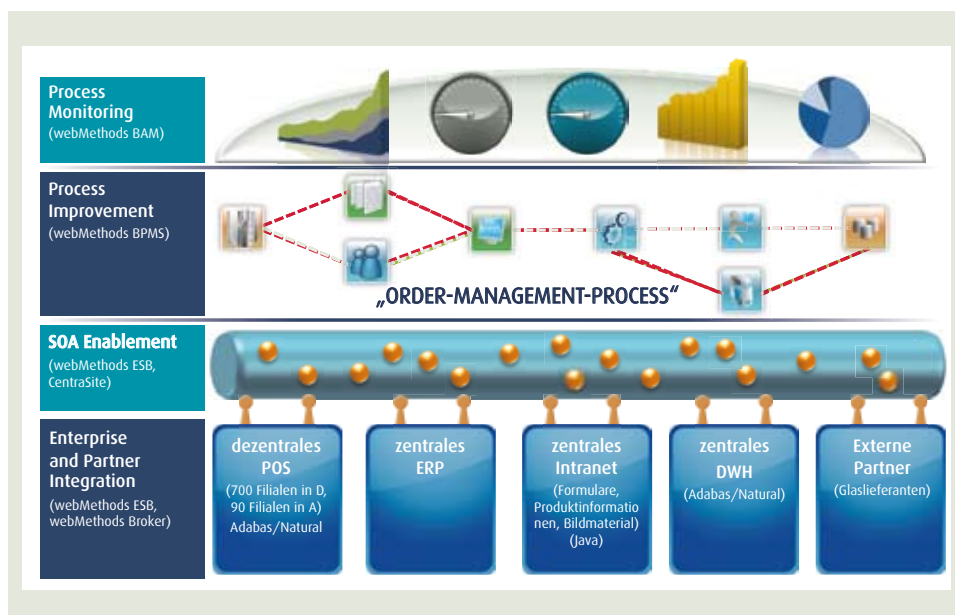 Process
Monitoring
(webMethods BAM)
Process
Improvement
(webMethods BPMS)
„ORDER-MANAGEMENT-PROCESS“
SOA Enablement
(webMethods ESB,
CentraSite)
Enterprise
and Partner
Integration
(webMethods ESB,
webMethods Broker)
dezentrales
POS
(700 Filialen in D,
90 Filialen in A)
Adabas/Natural
zentrales
ERP
zentrales
Intranet
(Formulare,
Produktinformatio
nen, Bildmaterial)
(Java)
zentrales
DWH
(Adabas/Natural)
Externe
Partner
(Glaslieferanten)